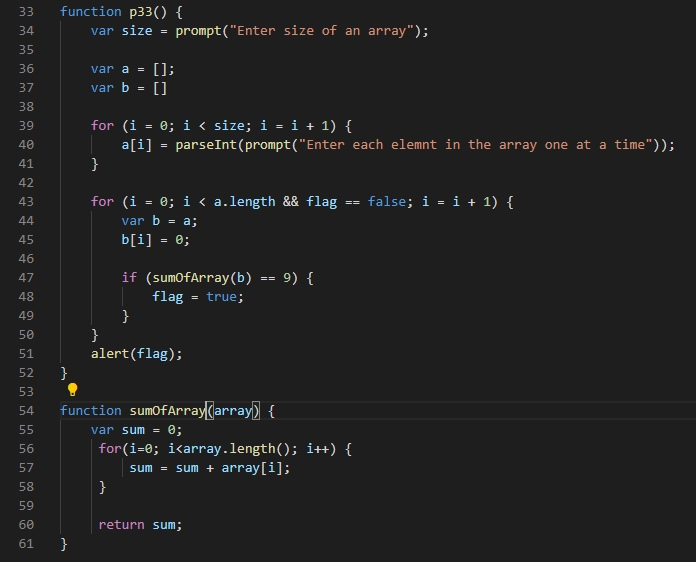 33 function p33() {
34     var size = prompt("Enter size of an array");
35
36     var a = [];
37     var b = []
38
39     for (i = 0; i < size; i = i + 1) {
40         a[i] = parseInt(prompt("Enter each elemnt in the array one at a time"));
41     }
42
43     for (i = 0; i < a.length && flag == false; i = i + 1) {
44         var b = a;
45         b[i] = 0;
46
47         if (sumOfArray(b) == 9) {
48             flag = true;
49         }
50     }
51     alert(flag);
52 }
53
54 function sumOfArray(array) {
55     var sum = 0;
56      for(i=0; i<array.length(); i++) {
57          sum = sum + array[i];
58      }
59
60      return sum;
61 }